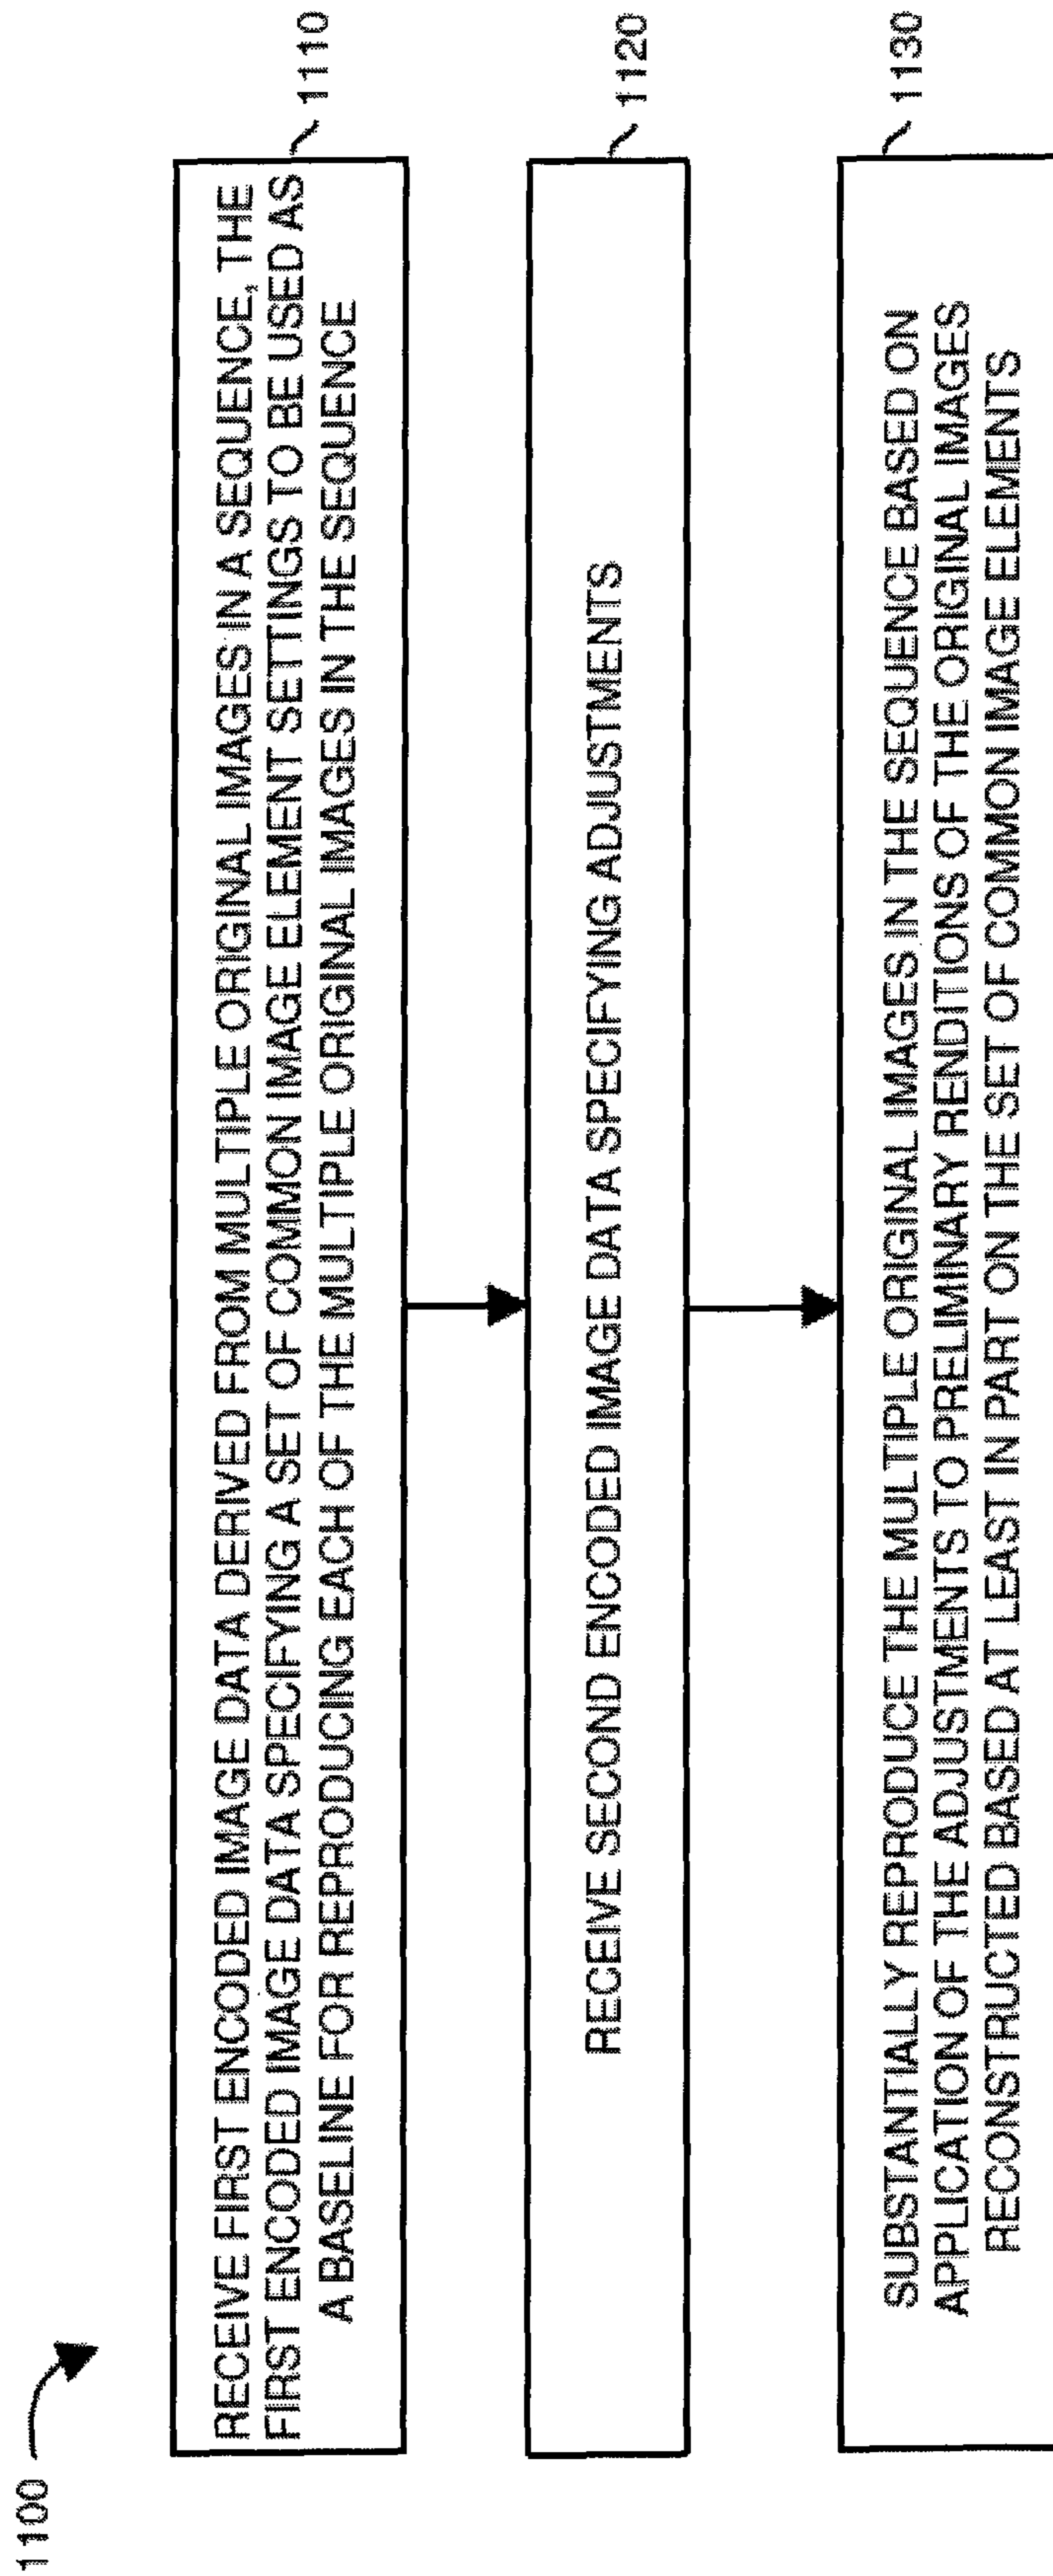 1100
RECEIVE FIRST ENCODED IMAGE DATA DERIVED FROM MULTIPLE ORIGINAL IMAGES IN A SEQUENCE, THE
FIRST ENCODED IMAGE DATA SPECIFYING A SET OF COMMON IMAGE ELEMENT SETTINGS TO BE USED AS
A BASELINE FOR REPRODUCING EACH OF THE MULTIPLE ORIGINAL IMAGES IN THE SEQUENCE
1110
RECEIVE SECOND ENCODED IMAGE DATA SPECIFYING ADJUSTMENTS
1120
SUBSTANTIALLY REPRODUCE THE MULTIPLE ORIGINAL IMAGES IN THE SEQUENCE BASED ON
APPLICATION OF THE ADJUSTMENTS TO PRELIMINARY RENDITIONS OF THE ORIGINAL IMAGES
RECONSTRUCTED BASED AT LEAST IN PART ON THE SET OF COMMON IMAGE ELEMENTS
1130